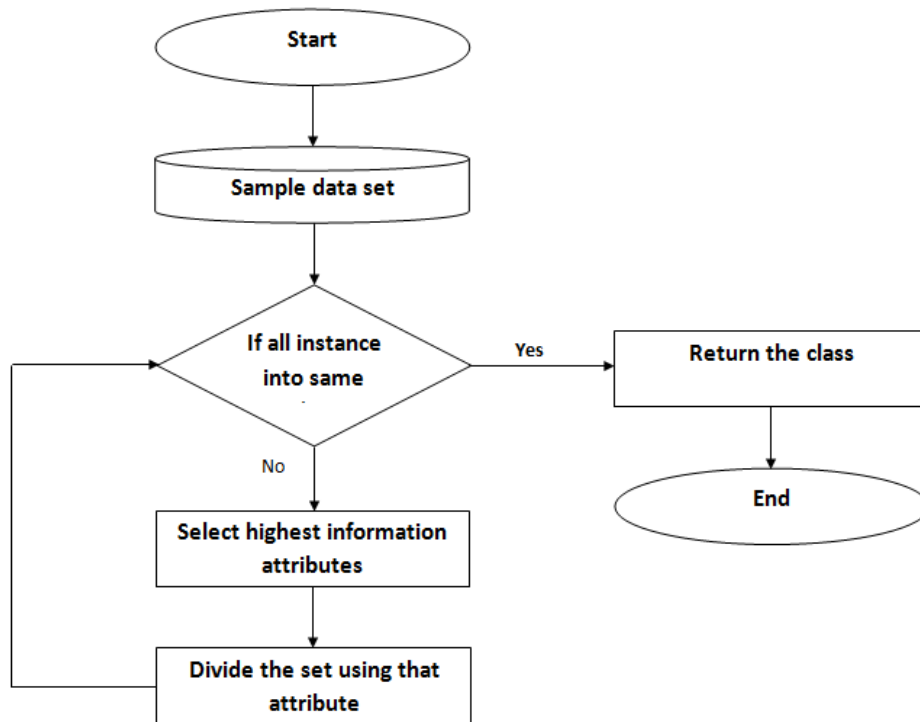 Start
Sample data set
If all instance
into same
Yes
Return the class
No
End
Select highest information
attributes
Divide the set using that
attribute